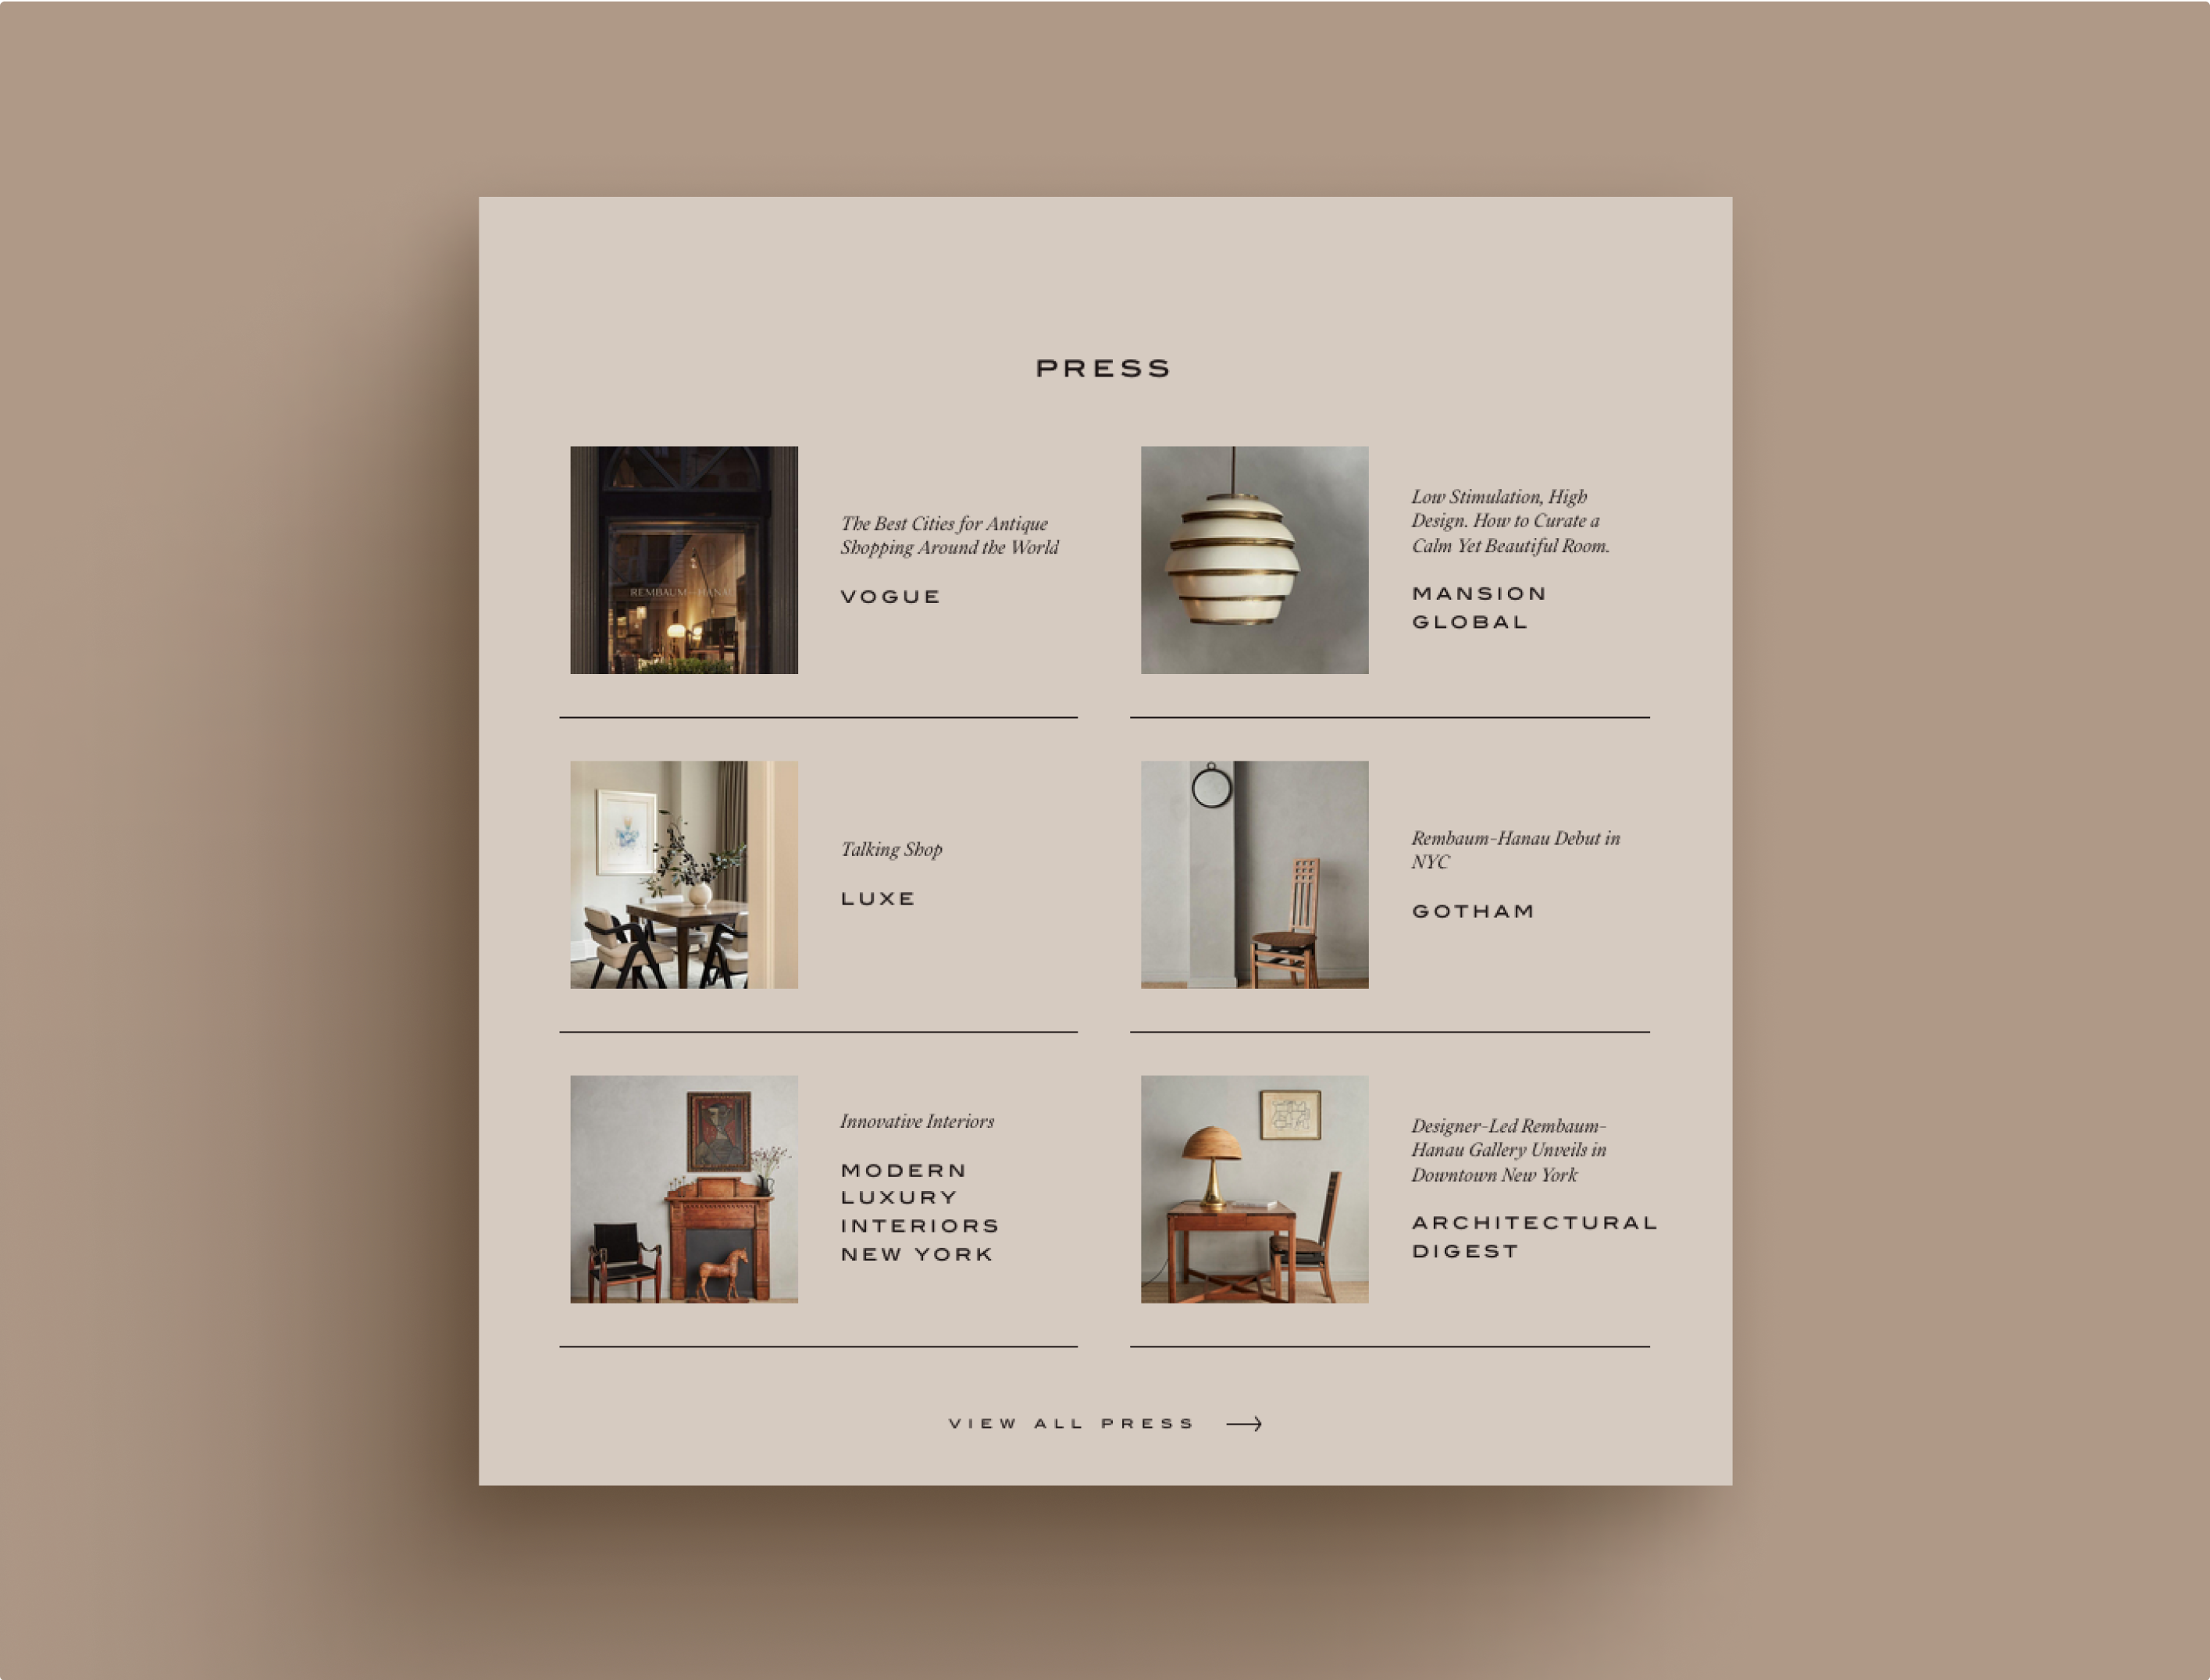 PRESS
REMBAUM-HANAU
The Best Cities for Antique
Shopping Around the World
VOGUE
Low Stimulation, High
Design. How to Curate a
Calm Yet Beautiful Room.
MANSION
GLOBAL
Talking Shop
LUXE
Rembaum-Hanau Debut in
NYC
GOTHAM
Innovative Interiors
MODERN
LUXURY
INTERIORS
NEW YORK
Designer-Led Rembaum-
Hanau Gallery Unveils in
Downtown New York
ARCHITECTURAL
DIGEST
VIEW ALL PRESS